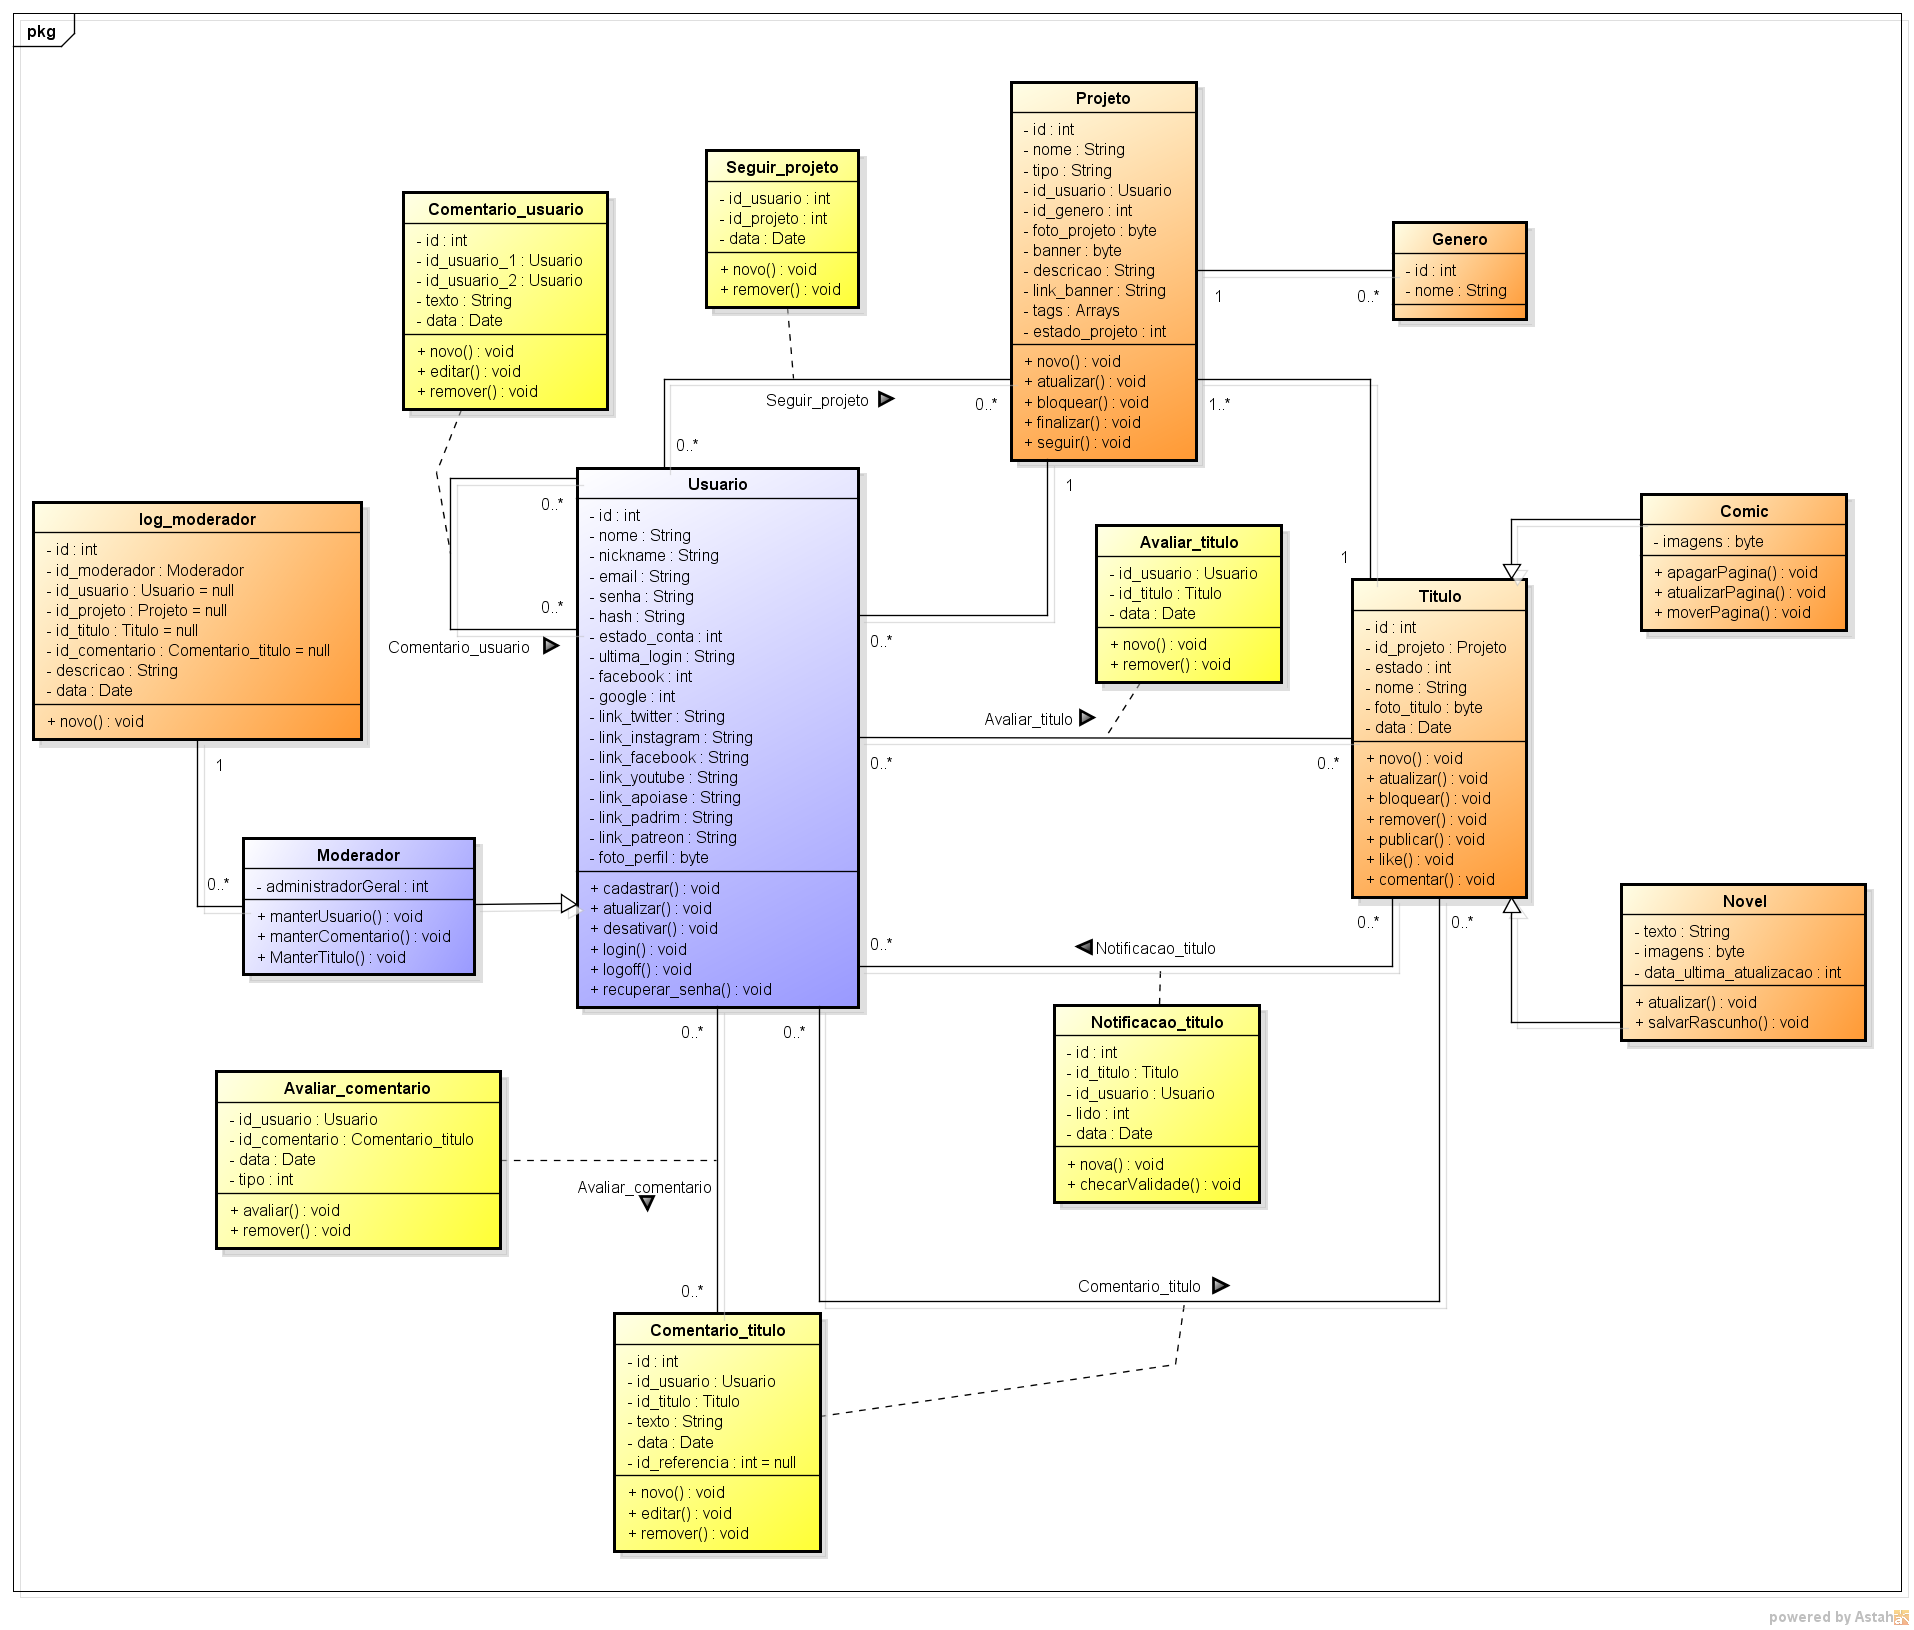 pkg
Projeto
- id : int
- nome : String
- tipo : String
- id_usuario : Usuario
- id_genero : int
- foto_projeto : byte
- banner : byte
- descricao : String
- link_banner : String
- tags : Arrays
- estado_projeto : int
+ novo() : void
+ atualizar() : void
+ bloquear() : void
+ finalizar() : void
+ seguir() : void
Seguir_projeto
- id_usuario : int
- id_projeto : int
- data : Date
+ novo() : void
+ remover() : void
Comentario_usuario
- id : int
- id_usuario_1 : Usuario
- id_usuario_2 : Usuario
- texto : String
- data : Date
+ novo() : void
+ editar() : void
+ remover() : void
Genero
- id : int
- nome : String
1
0..*
Seguir_projeto
0..*
1..*
0..*
1
Usuario
- id : int
- nome : String
- nickname : String
- email : String
- senha : String
- hash : String
- estado_conta : int
- ultima_login : String
- facebook : int
- google : int
- link_twitter : String
- link_instagram : String
- link_facebook : String
- link_youtube : String
- link_apoiase : String
- link_padrim : String
- link_patreon : String
- foto_perfil : byte
+ cadastrar() : void
+ atualizar() : void
+ desativar() : void
+ login() : void
+ logoff() : void
+ recuperar_senha() : void
0..*
0..*
Comentario_usuario
log_moderador
- id : int
- id_moderador : Moderador
- id_usuario : Usuario = null
- id_projeto : Projeto = null
- id_titulo : Titulo = null
- id_comentario : Comentario_titulo = null
- descricao : String
- data : Date
+ novo() : void
1
0..*
Moderador
- administradorGeral : int
+ manterUsuario() : void
+ manterComentario() : void
+ ManterTitulo() : void
Avaliar_titulo
- id_usuario : Usuario
- id_titulo : Titulo
- data : Date
+ novo() : void
+ remover() : void
0..*
Avaliar_titulo
0..*
0..*
1
Titulo
- id : int
- id_projeto : Projeto
- estado : int
- nome : String
- foto_titulo : byte
- data : Date
+ novo() : void
+ atualizar() : void
+ bloquear() : void
+ remover() : void
+ publicar() : void
+ like() : void
+ comentar() : void
Comic
- imagens : byte
+ apagarPagina() : void
+ atualizarPagina() : void
+ moverPagina() : void
Novel
- texto : String
- imagens : byte
- data_ultima_atualizacao : int
+ atualizar() : void
+ salvarRascunho() : void
0..*
0..*
0..*
Notificacao_titulo
Notificacao_titulo
- id : int
- id_titulo : Titulo
- id_usuario : Usuario
- lido : int
- data : Date
+ nova() : void
+ checarValidade() : void
0..*
0..*
Avaliar_comentario
- id_usuario : Usuario
- id_comentario : Comentario_titulo
- data : Date
- tipo : int
+ avaliar() : void
+ remover() : void
Avaliar_comentario
0..*
Comentario_titulo
Comentario_titulo
- id : int
- id_usuario : Usuario
- id_titulo : Titulo
- texto : String
- data : Date
- id_referencia : int = null
+ novo() : void
+ editar() : void
+ remover() : void
powered by Astah